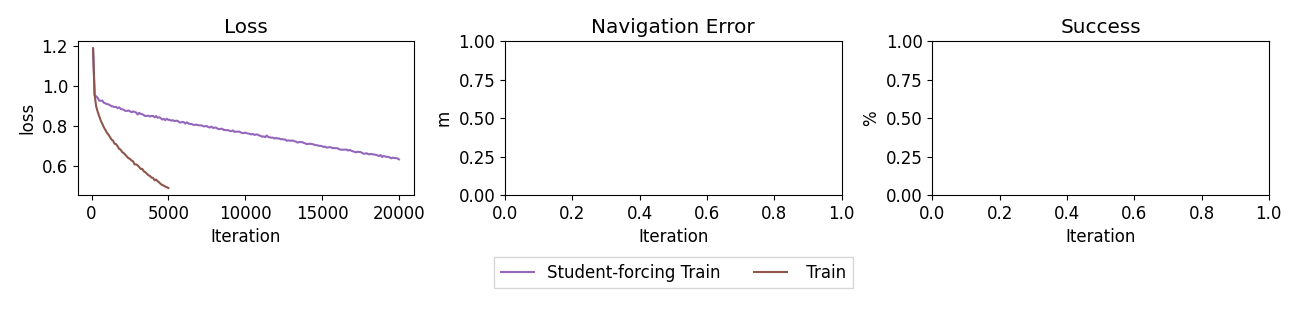 Loss
1.2
1.0
0.8
0.6
loss
0 5000 10000 15000 20000
Iteration
Navigation Error
1.00
0.75
0.50
0.25
0.00
m
0.0 0.2 0.4 0.6 0.8 1.0
Iteration
Success
1.00
0.75
0.50
0.25
0.00
%
0.0 0.2 0.4 0.6 0.8 1.0
Iteration
Student-forcing Train Train